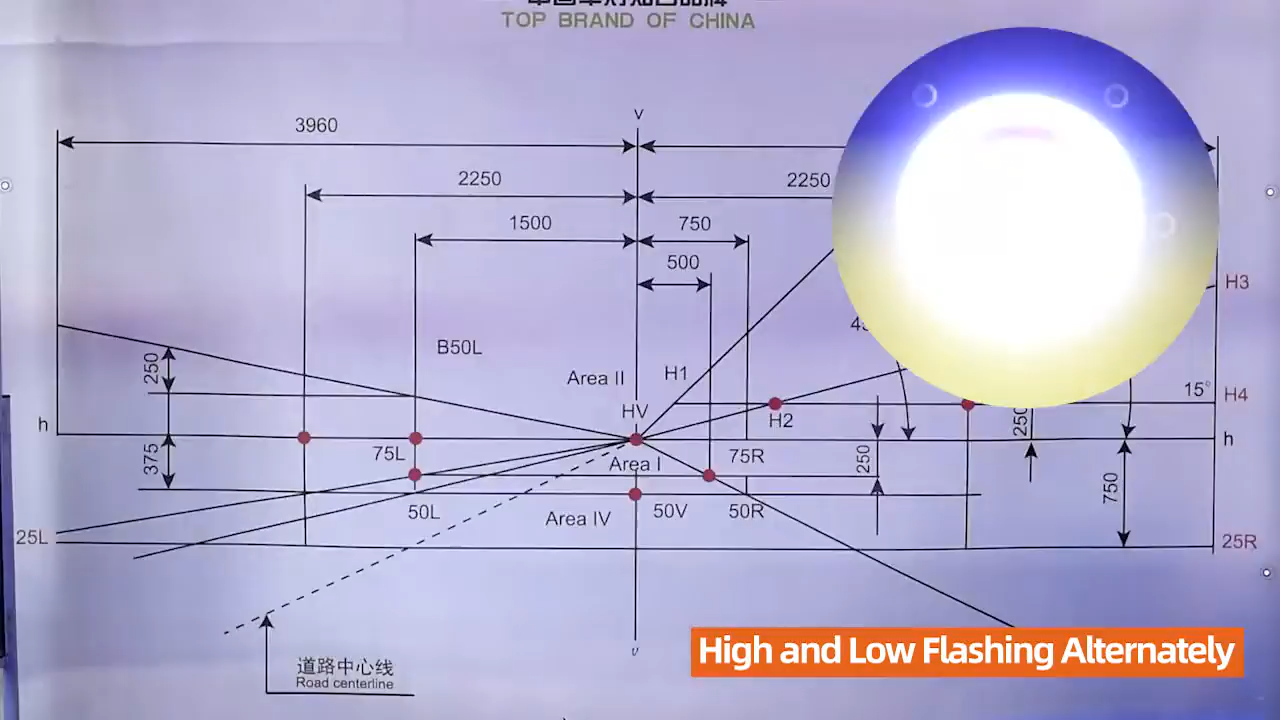 TOP BRAND OF CHINA
v
3960
2250
2250
1500
750
500
H3
B50L
250
Area II
H1
15°
H4
HV
H2
h
h
75L
75R
250
375
Area I
250
750
50L
50V
50R
Area IV
25L
25R
High and Low Flashing Alternately
道路中心线
Road centerline